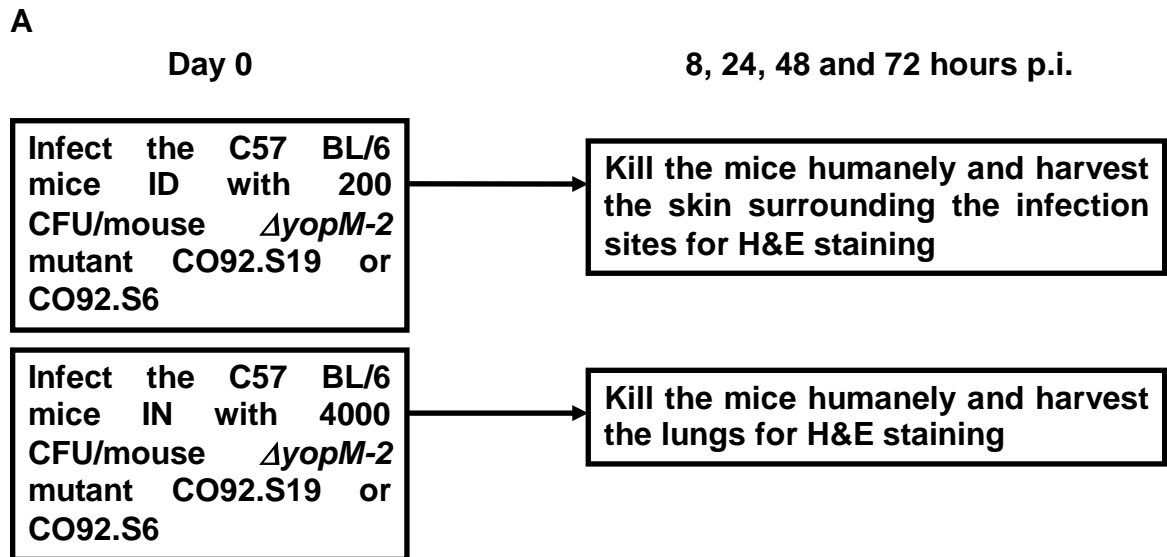 A
Day 0
8, 24, 48 and 72 hours p.i.
Infect the C57 BL/6
mice ID with 200
CFU/mouse ΔyopM-2
mutant CO92.S19 or
CO92.S6
Kill the mice humanely and harvest
the skin surrounding the infection
sites for H&E staining
Infect the C57 BL/6
mice IN with 4000
CFU/mouse ΔyopM-2
mutant CO92.S19 or
CO92.S6
Kill the mice humanely and harvest
the lungs for H&E staining